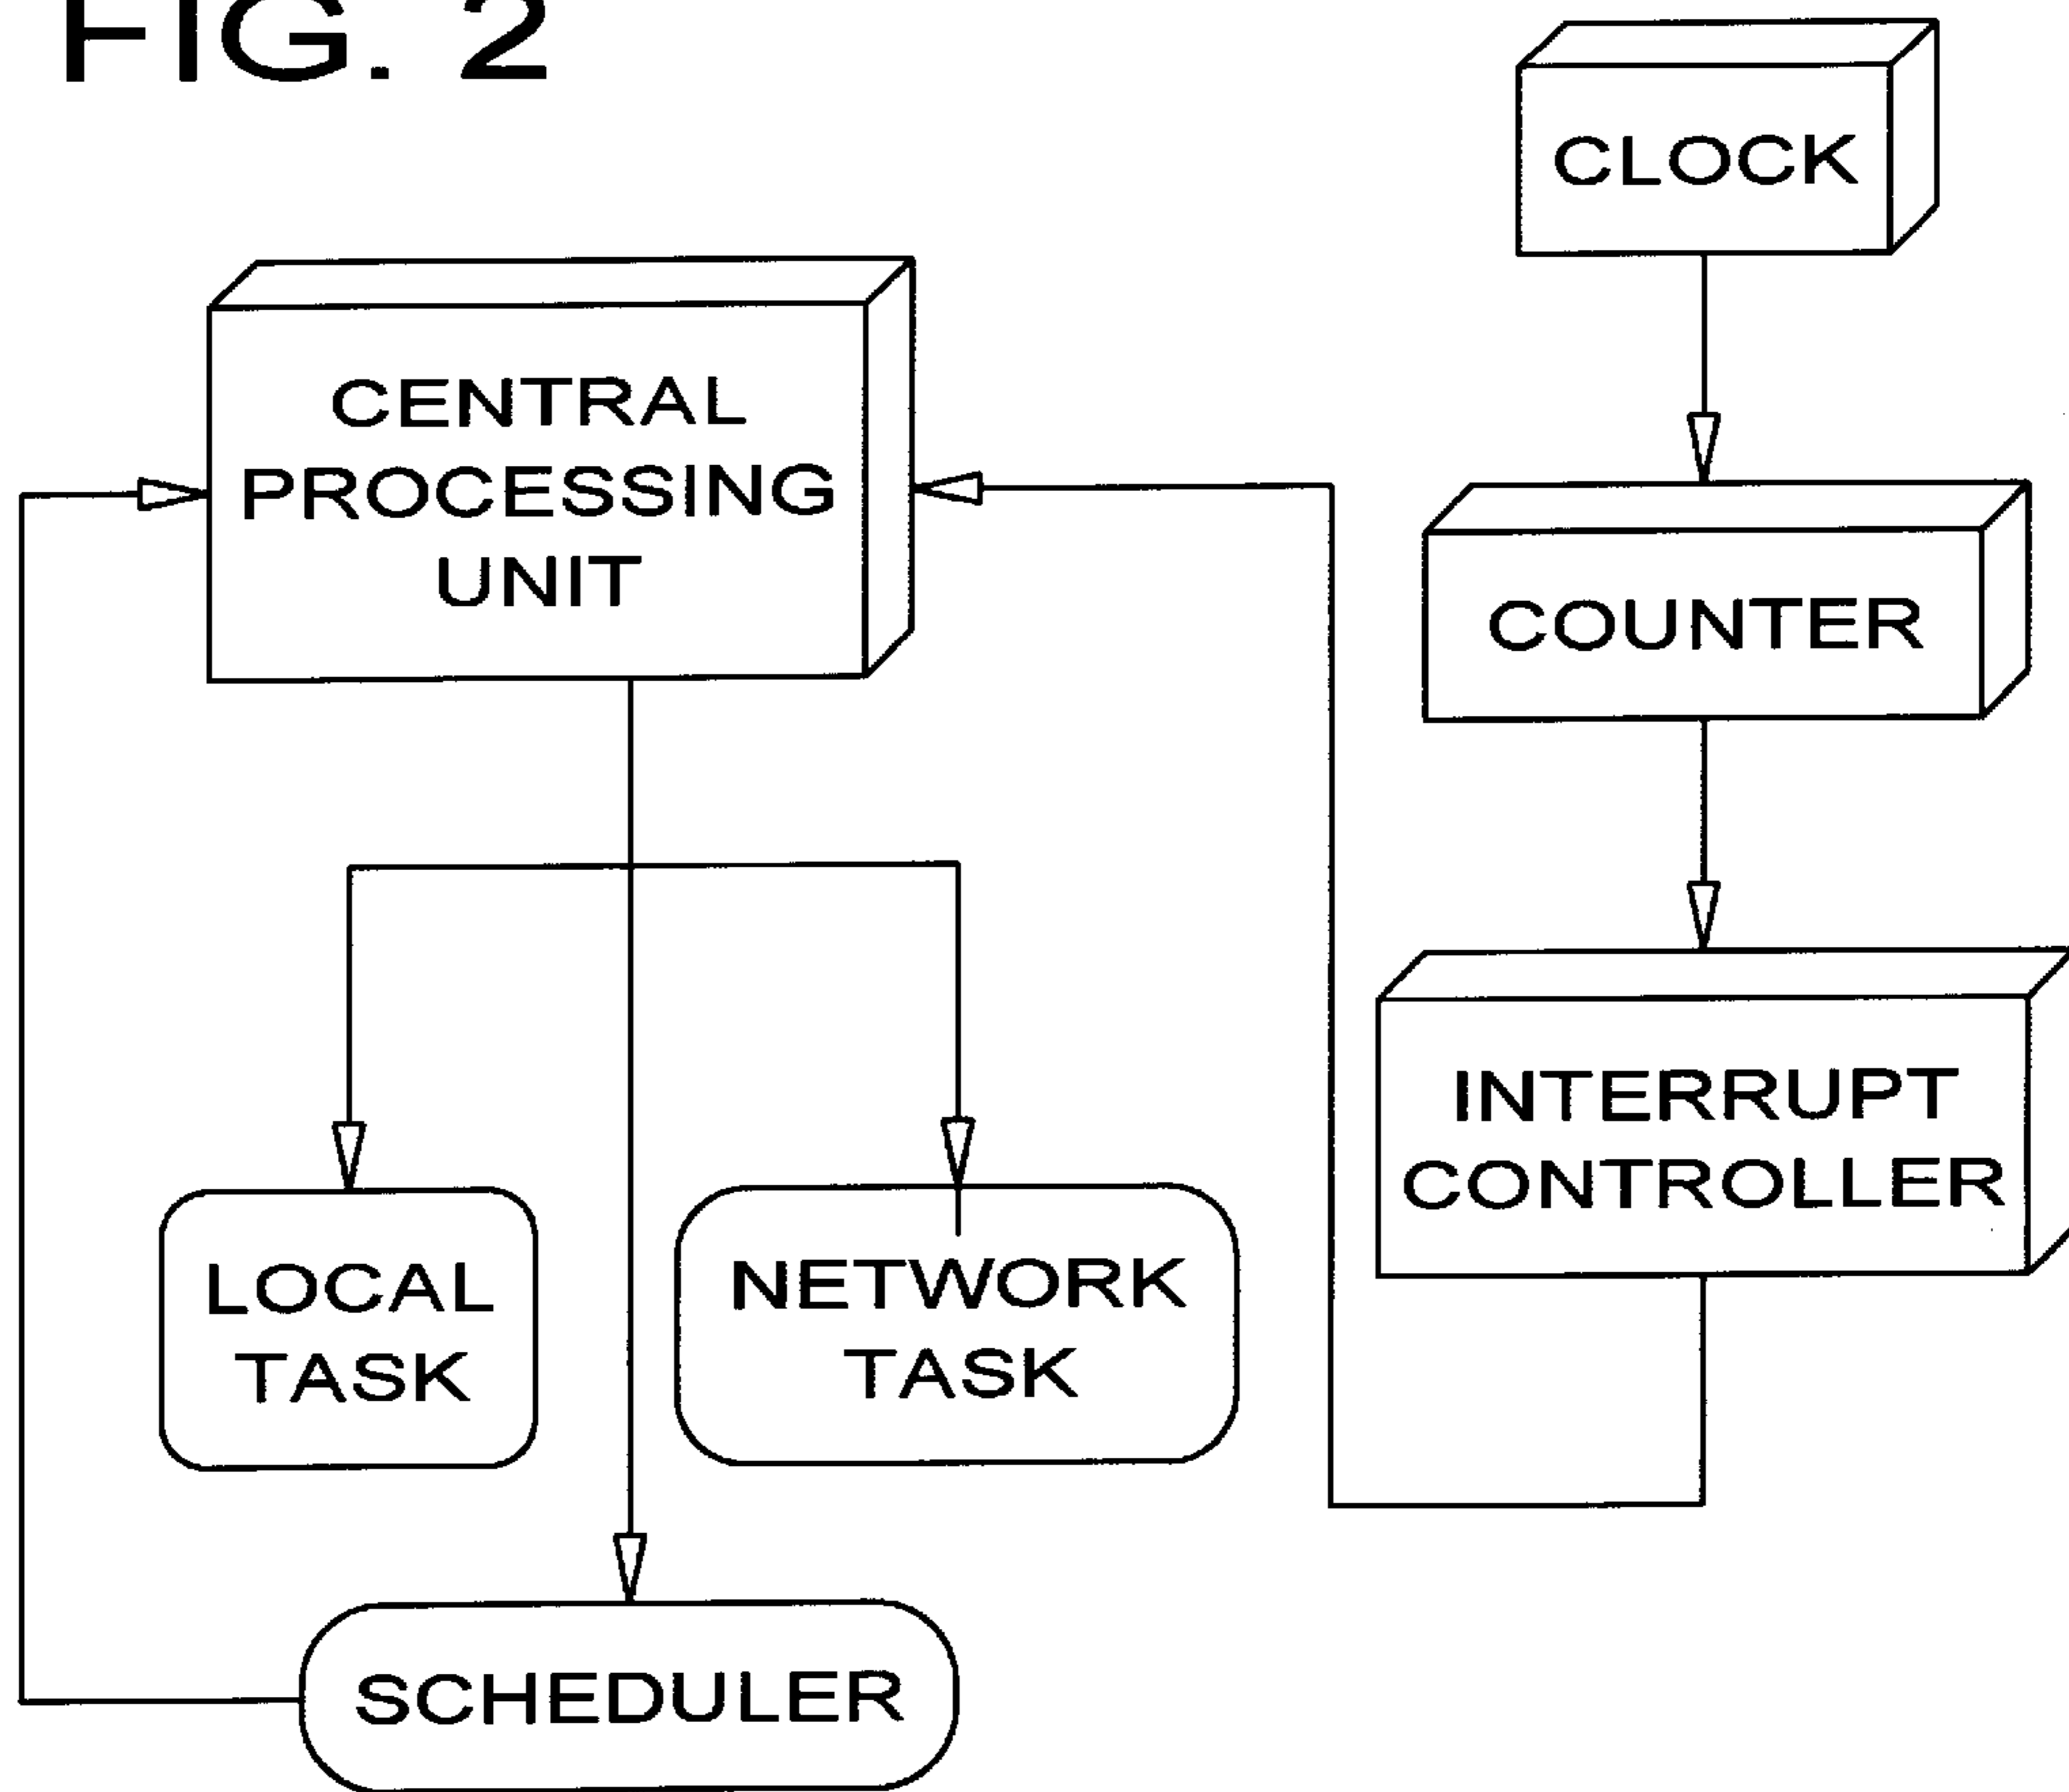 FIG. 2
CLOCK
CENTRAL
PROCESSING
UNIT
COUNTER
INTERRUPT
CONTROLLER
LOCAL
TASK
NETWORK
TASK
SCHEDULER